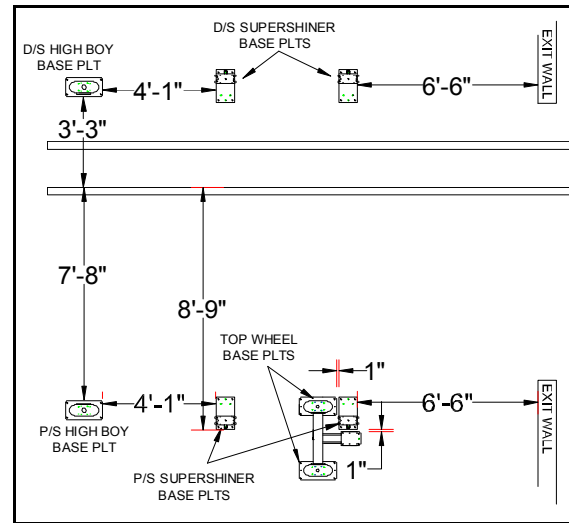 D/S SUPERSHINER
BASE PLTS
D/S HIGH BOY
BASE PLT
EXIT WALL
4'-1"
6'-6"
3'-3"
7'-8"
8'-9"
TOP WHEEL
BASE PLTS
1"
4'-1"
6'-6"
P/S HIGH BOY
BASE PLT
EXIT WALL
P/S SUPERSHINER
BASE PLTS
1"